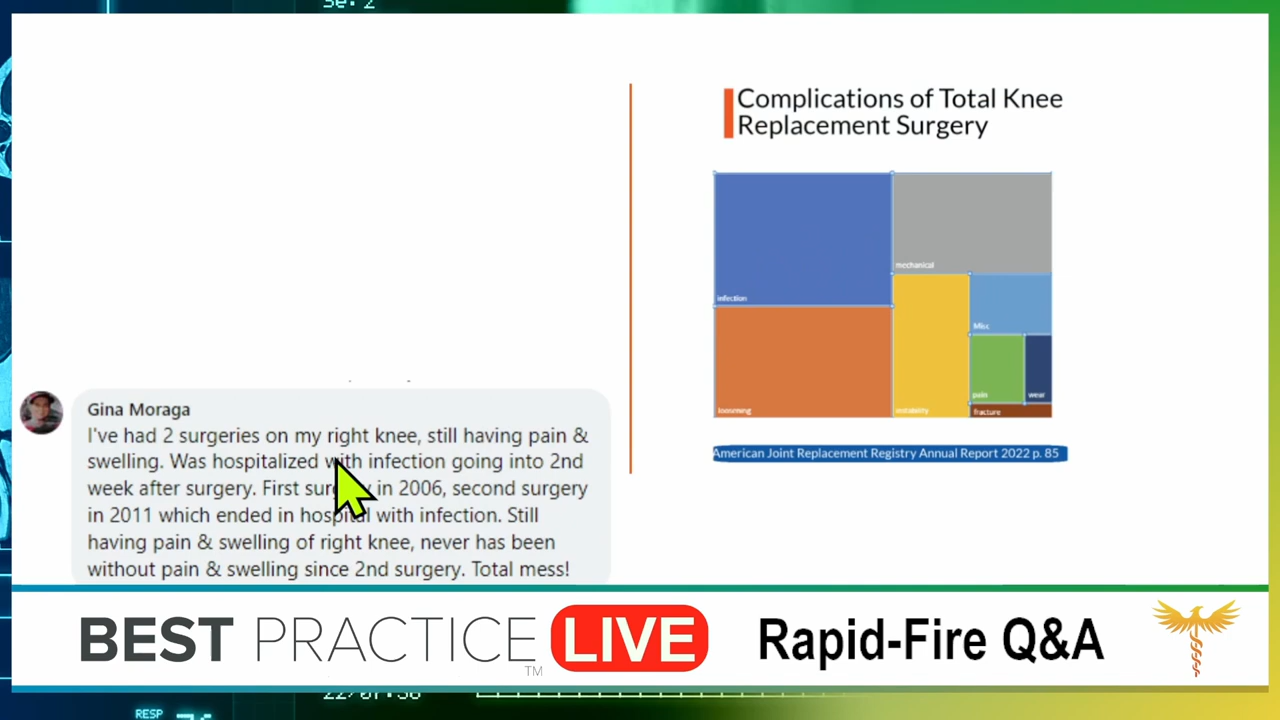 Se: 2
Complications of Total Knee
Replacement Surgery
mechanical
infection
Misc
pain
wear
loosening
instability
fracture
American Joint Replacement Registry Annual Report 2022 p. 85
Gina Moraga
I've had 2 surgeries on my right knee, still having pain &
swelling. Was hospitalized with infection going into 2nd
week after surgery. First surgery in 2006, second surgery
in 2011 which ended in hospital with infection. Still
having pain & swelling of right knee, never has been
without pain & swelling since 2nd surgery. Total mess!
BEST PRACTICE LIVE
TM
Rapid-Fire Q&A
RESP